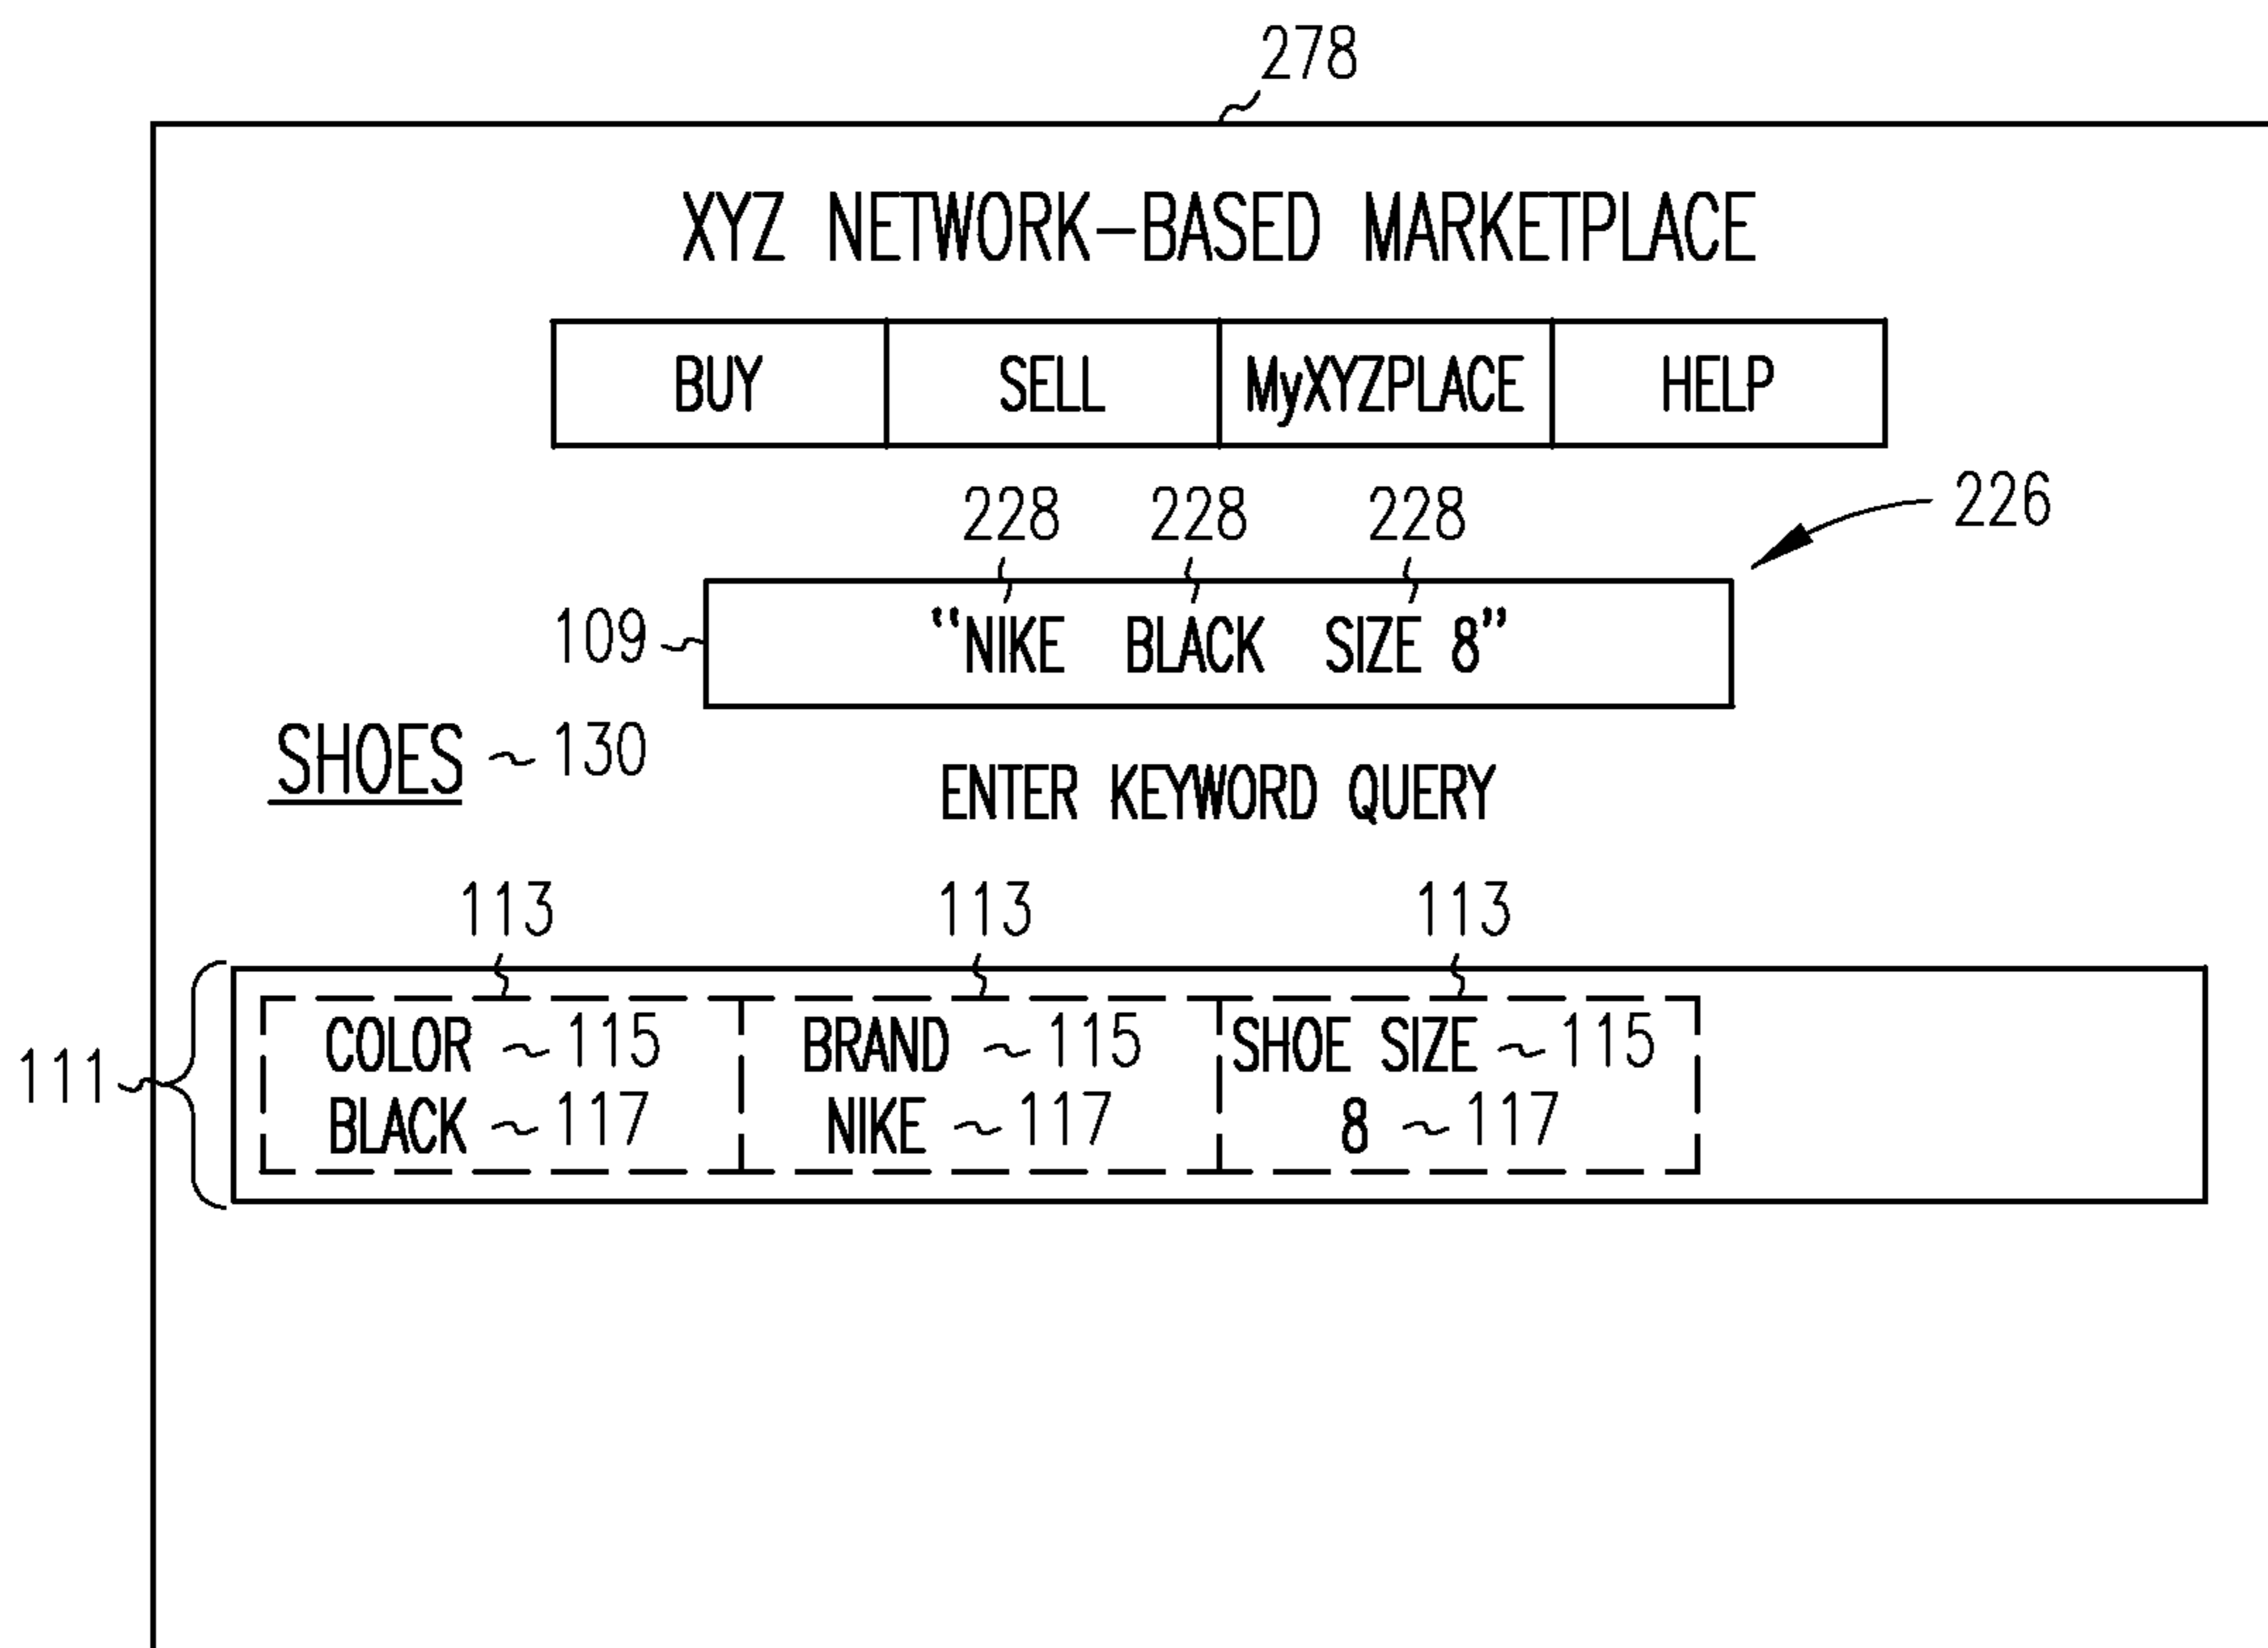 278
XYZ NETWORK-BASED MARKETPLACE
BUY SELL MyXYZPLACE HELP
228 228 228 226
109 “NIKE BLACK SIZE 8”
SHOES ~ 130
ENTER KEYWORD QUERY
113 113 113
111
COLOR ~ 115 BRAND ~ 115 SHOE SIZE ~ 115
BLACK ~ 117 NIKE ~ 117 8 ~ 117